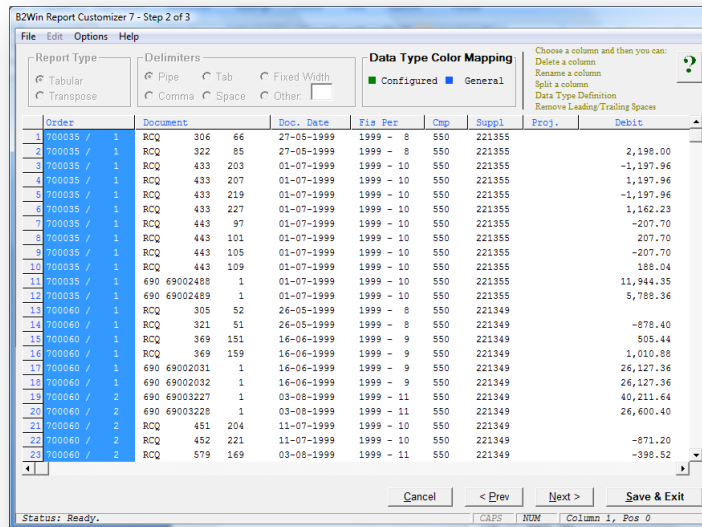 B2Win Report Customizer 7 - Step 2 of 3
File Edit Options Help
Report Type
Tabular
Transpose
Delimiters
Pipe Tab Fixed Width
Comma Space Other:
Data Type Color Mapping
Configured General
Choose a column and then you can:
Delete a column
Rename a column
Split a column
Data Type Definition
Remove Leading/Trailing Spaces
?
Order Document Doc. Date Fis Per Cmp Suppl Proj. Debit
1 700035 / 1 RCQ 306 66 27-05-1999 1999 - 8 550 221355
2 700035 / 1 RCQ 322 85 27-05-1999 1999 - 8 550 221355 2,198.00
3 700035 / 1 RCQ 433 203 01-07-1999 1999 - 10 550 221355 -1,197.96
4 700035 / 1 RCQ 433 207 01-07-1999 1999 - 10 550 221355 1,197.96
5 700035 / 1 RCQ 433 219 01-07-1999 1999 - 10 550 221355 -1,197.96
6 700035 / 1 RCQ 433 227 01-07-1999 1999 - 10 550 221355 1,162.23
7 700035 / 1 RCQ 443 97 01-07-1999 1999 - 10 550 221355 -207.70
8 700035 / 1 RCQ 443 101 01-07-1999 1999 - 10 550 221355 207.70
9 700035 / 1 RCQ 443 105 01-07-1999 1999 - 10 550 221355 -207.70
10 700035 / 1 RCQ 443 109 01-07-1999 1999 - 10 550 221355 188.04
11 700035 / 1 690 69002488 1 01-07-1999 1999 - 10 550 221355 11,944.35
12 700035 / 1 690 69002489 1 01-07-1999 1999 - 10 550 221355 5,788.36
13 700060 / 1 RCQ 305 52 26-05-1999 1999 - 8 550 221349
14 700060 / 1 RCQ 321 51 26-05-1999 1999 - 8 550 221349 -878.40
15 700060 / 1 RCQ 369 151 16-06-1999 1999 - 9 550 221349 505.44
16 700060 / 1 RCQ 369 159 16-06-1999 1999 - 9 550 221349 1,010.88
17 700060 / 1 690 69002031 1 16-06-1999 1999 - 9 550 221349 26,127.36
18 700060 / 1 690 69002032 1 16-06-1999 1999 - 9 550 221349 26,127.36
19 700060 / 2 690 69003227 1 03-08-1999 1999 - 11 550 221349 40,211.64
20 700060 / 2 690 69003228 1 03-08-1999 1999 - 11 550 221349 26,600.40
21 700060 / 2 RCQ 451 204 11-07-1999 1999 - 10 550 221349
22 700060 / 2 RCQ 452 221 11-07-1999 1999 - 10 550 221349 -871.20
23 700060 / 2 RCQ 579 169 03-08-1999 1999 - 11 550 221349 -398.52
Cancel < Prev Next > Save & Exit
Status: Ready. CAPS NUM Column 1, Pos 0